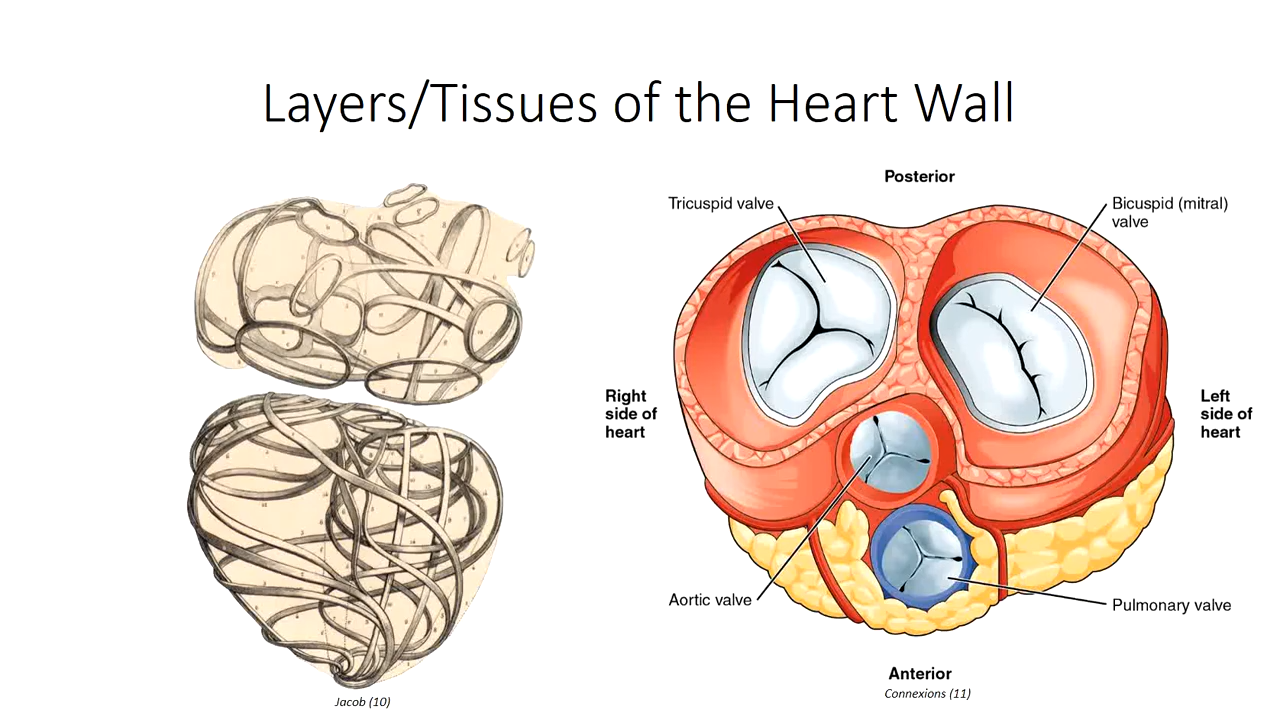 Layers/Tissues of the Heart Wall
Posterior
Tricuspid valve
Bicuspid (mitral)
valve
Right
side of
heart
Left
side of
heart
Aortic valve
Pulmonary valve
Anterior
Jacob (10)
Connexions (11)